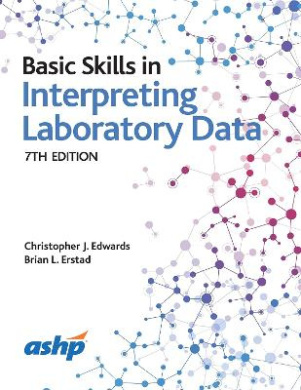 Basic Skills in
Interpreting
Laboratory Data
7TH EDITION
Christopher J. Edwards
Brian L. Erstad
ashp